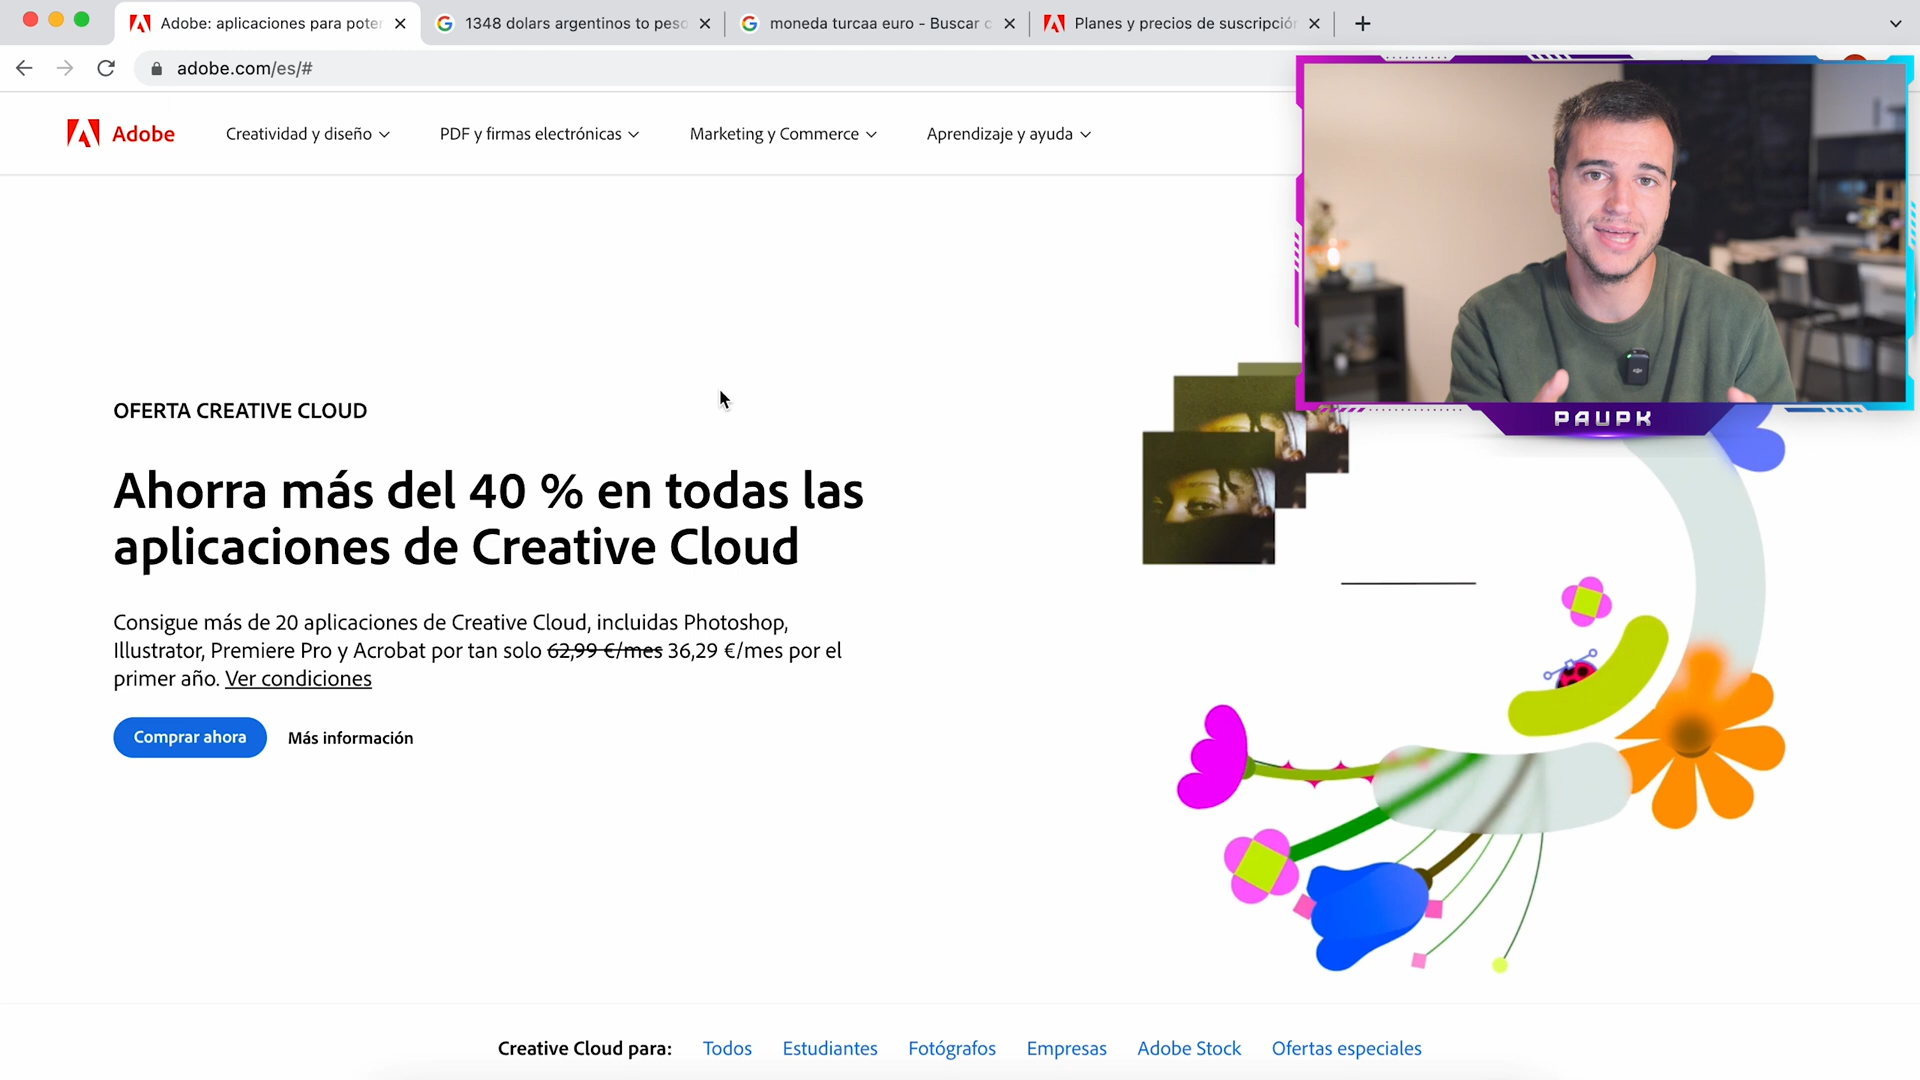 Adobe: aplicaciones para poten
1348 dolars argentinos to peso
moneda turcaa euro - Buscar c
Planes y precios de suscripción
adobe.com/es/#
Adobe
Creatividad y diseño
PDF y firmas electrónicas
Marketing y Commerce
Aprendizaje y ayuda
PAUPK
OFERTA CREATIVE CLOUD
Ahorra más del 40 % en todas las
aplicaciones de Creative Cloud
Consigue más de 20 aplicaciones de Creative Cloud, incluidas Photoshop,
Illustrator, Premiere Pro y Acrobat por tan solo 62,99 €/mes 36,29 €/mes por el
primer año. Ver condiciones
Comprar ahora
Más información
Creative Cloud para:
Todos
Estudiantes
Fotógrafos
Empresas
Adobe Stock
Ofertas especiales